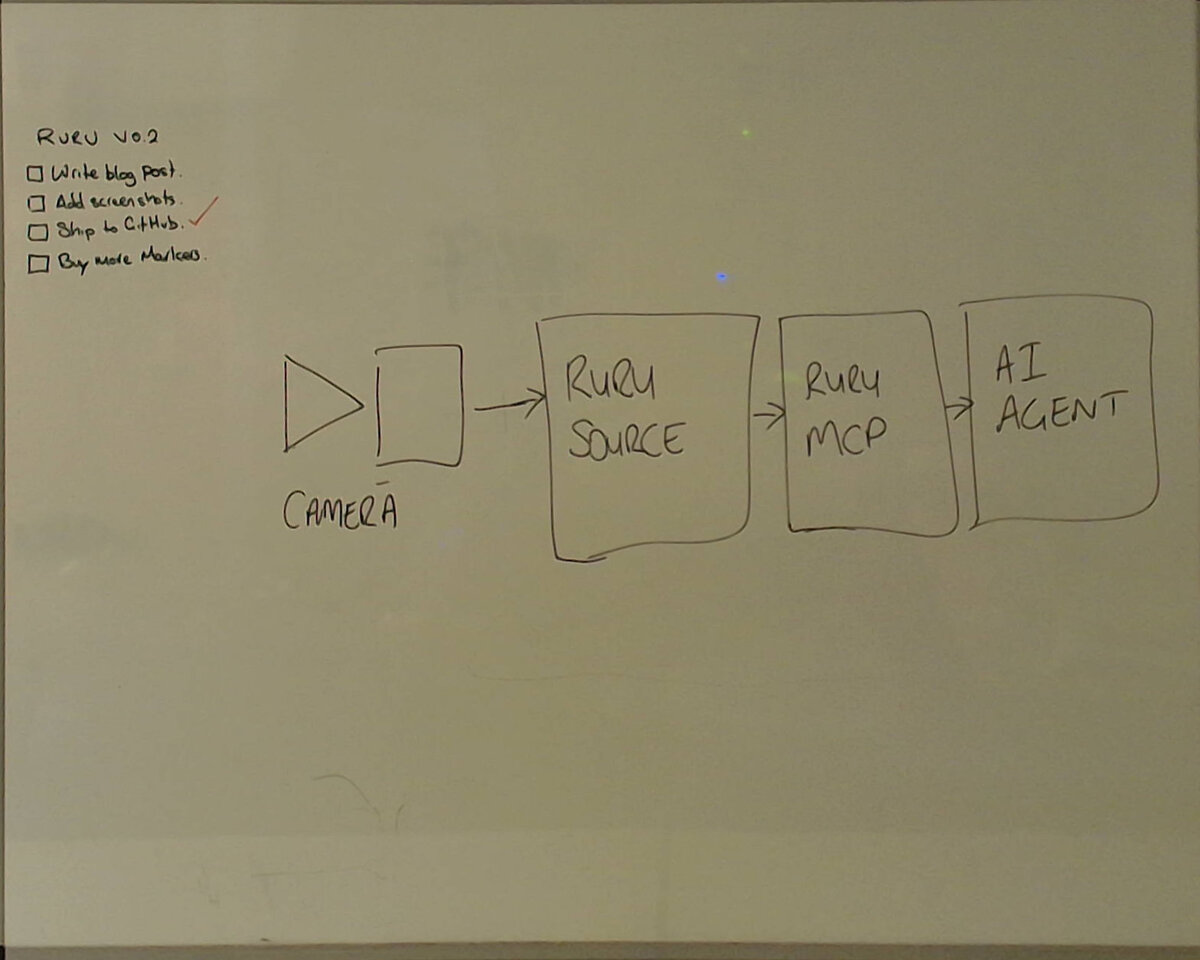 RURU V0.2
☐ Write blog post.
☐ Add screenshots.
☐ Ship to GitHub. ✓
☐ Buy more Markers.
CAMERA
RURU
SOURCE
RURU
MCP
AI
AGENT